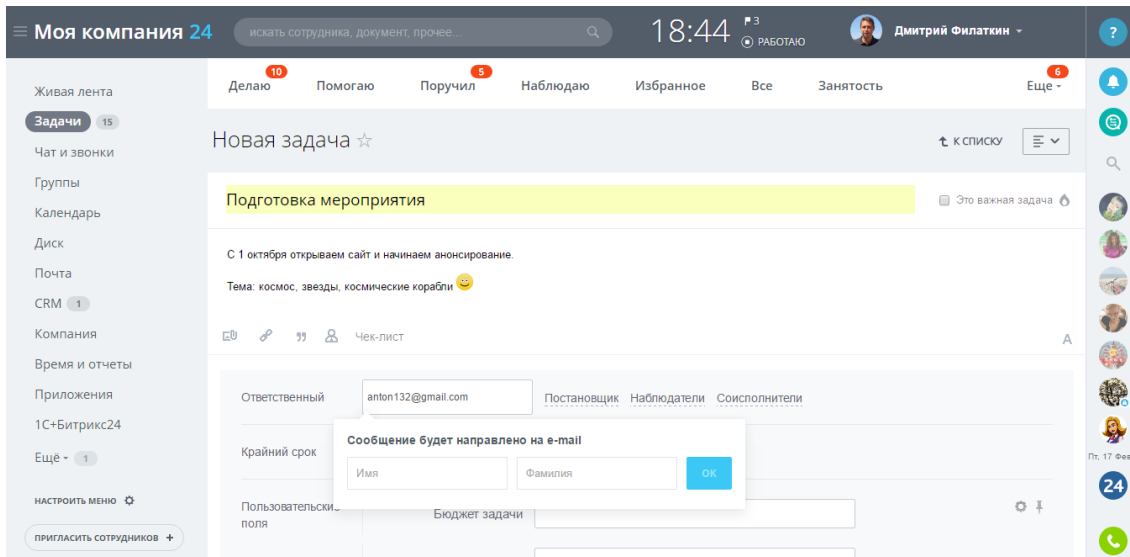 Моя компания 24
искать сотрудника, документ, прочее...
18:44
3
РАБОТАЮ
Дмитрий Филаткин
?
Живая лента
Задачи 15
Чат и звонки
Группы
Календарь
Диск
Почта
CRM 1
Компания
Время и отчеты
Приложения
1С+Битрикс24
Ещё 1
НАСТРОИТЬ МЕНЮ
ПРИГЛАСИТЬ СОТРУДНИКОВ +
Делаю 10 Помогаю Поручил 5 Наблюдаю Избранное Все Занятость Еще 6
Новая задача
К СПИСКУ
Подготовка мероприятия
Это важная задача
С 1 октября открываем сайт и начинаем анонсирование.
Тема: космос, звезды, космические корабли
Чек-лист
A
Ответственный
anton132@gmail.com
Постановщик Наблюдатели Соисполнители
Крайний срок
Сообщение будет направлено на e-mail
Имя
Фамилия
ОК
Пользовательские
поля
Бюджет задачи
Пт, 17 Фев
24